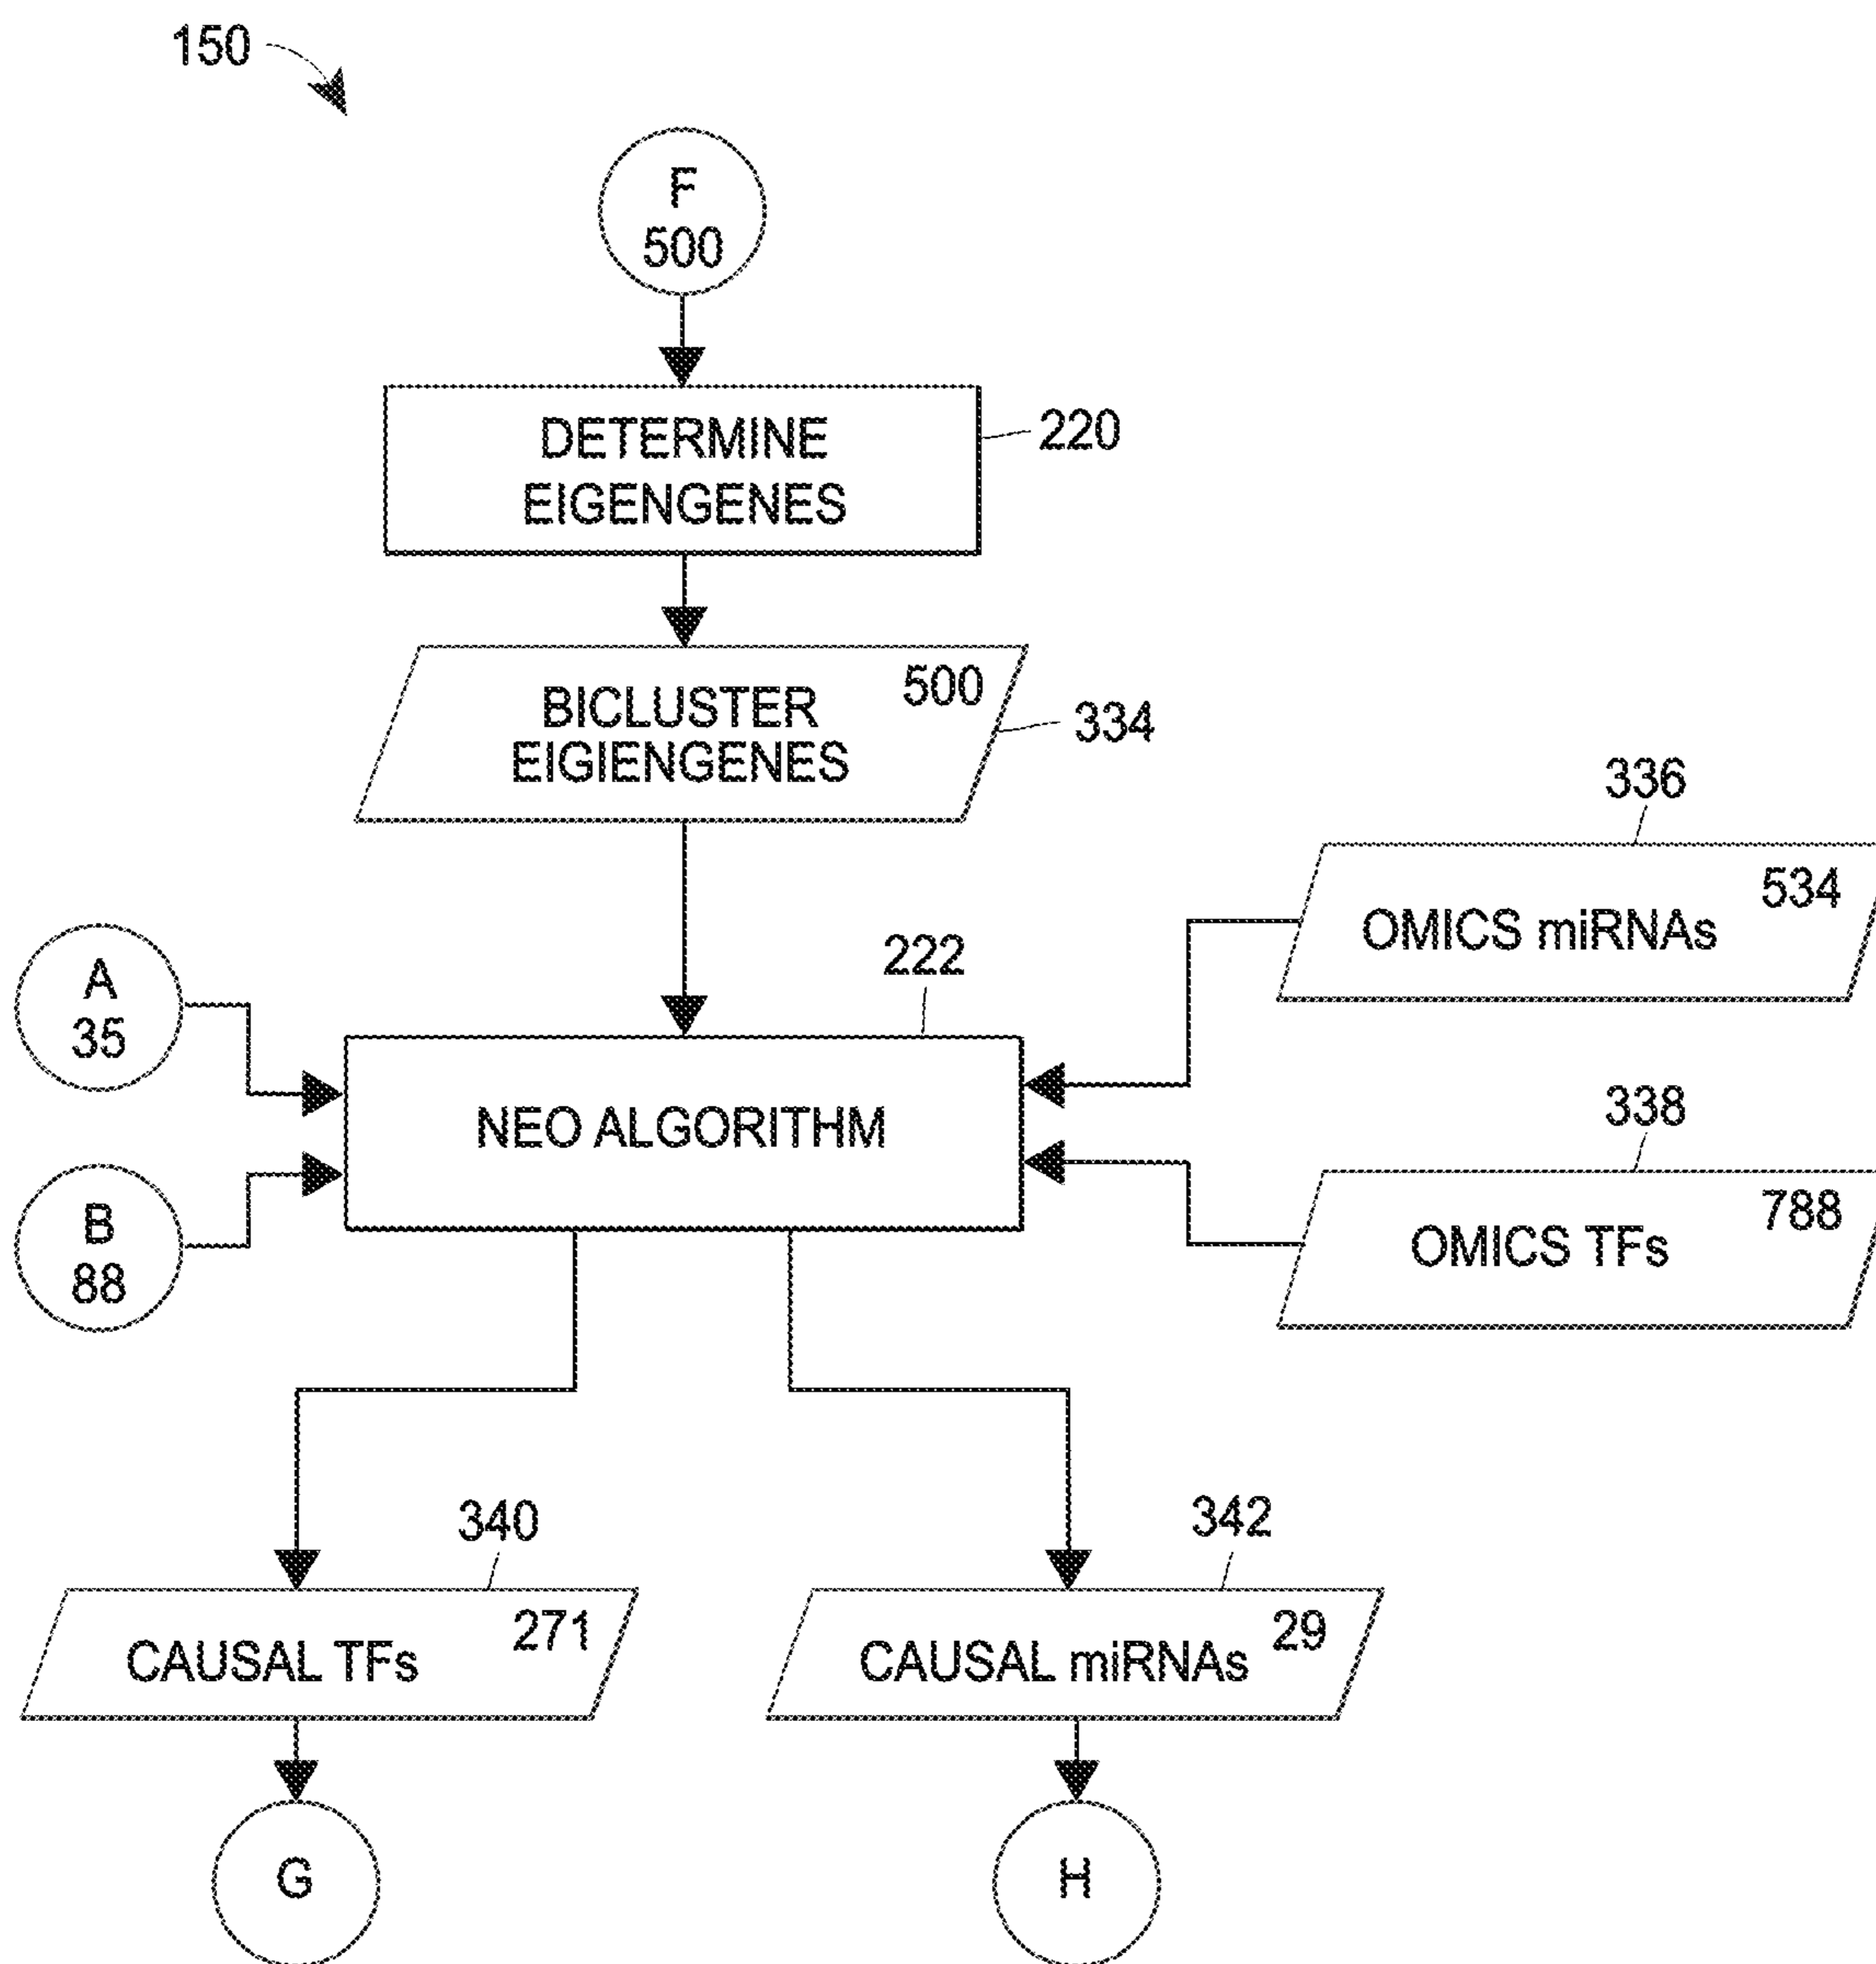 150
F
500
DETERMINE
EIGENGENES
220
500
BICLUSTER
EIGIENGENES
334
336
534
OMICS miRNAs
A
35
222
NEO ALGORITHM
338
788
OMICS TFs
B
88
340
271
CAUSAL TFs
342
29
CAUSAL miRNAs
G
H